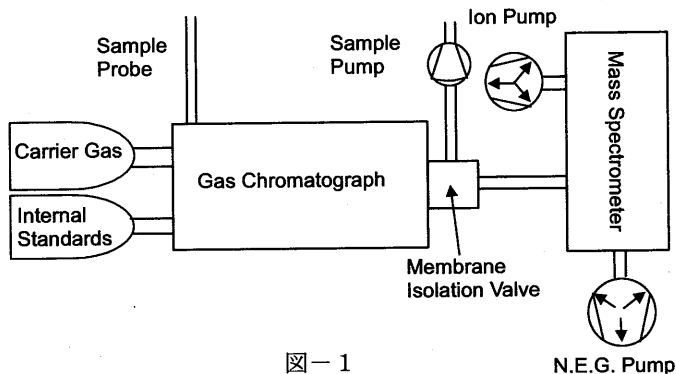 Ion Pump
Sample
Probe
Sample
Pump
Mass Spectrometer
Carrier Gas
Gas Chromatograph
Internal
Standards
Membrane
Isolation Valve
図－1
N.E.G. Pump